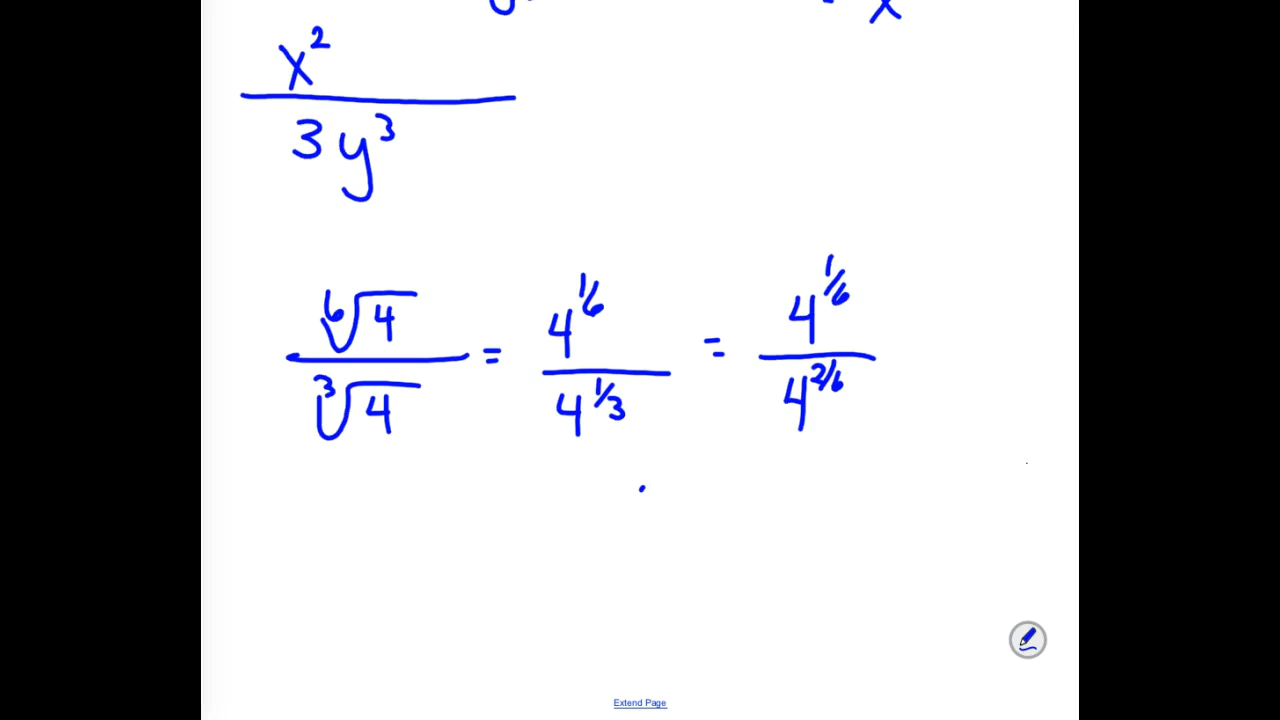 x
x²
3y³
⁶√4 / ³√4 = 4^1/6 / 4^1/3 = 4^1/6 / 4^2/6
Extend Page